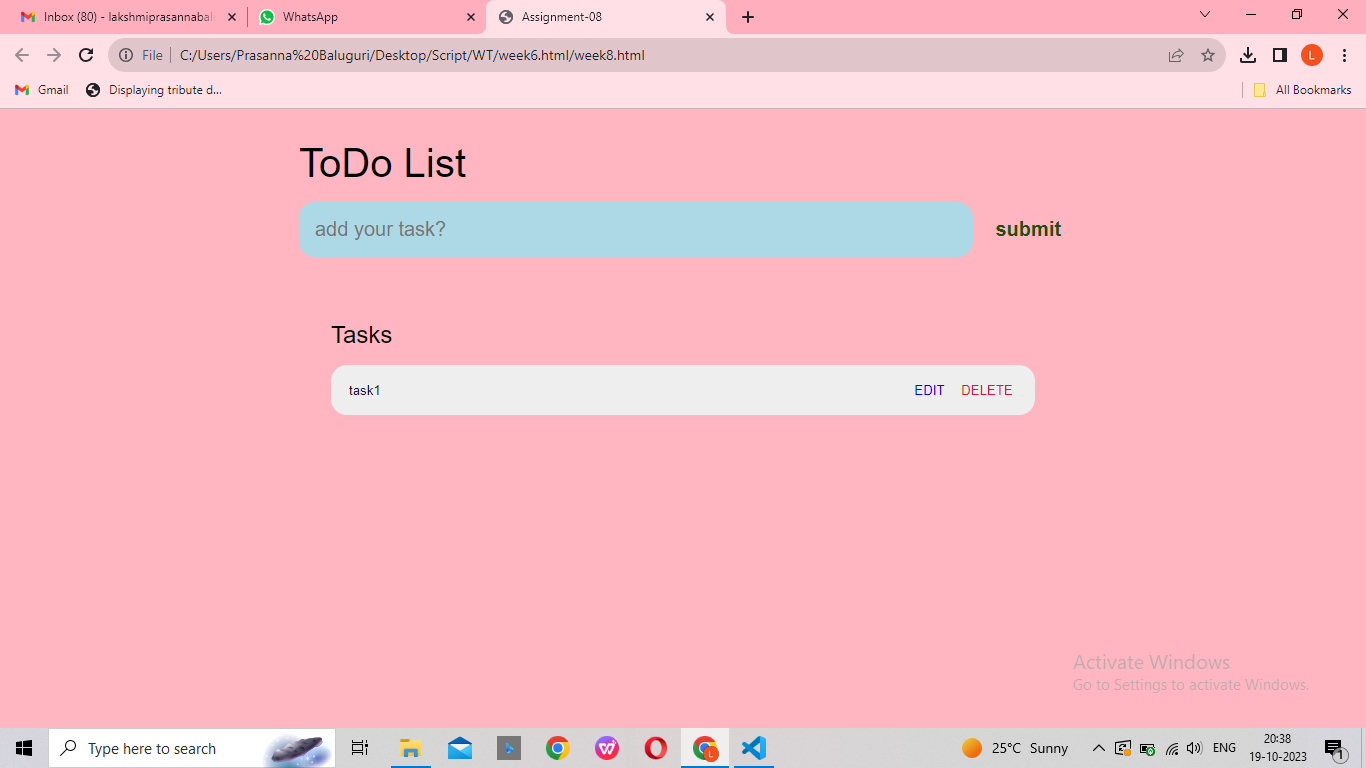 Inbox (80) - lakshmiprasannabal
WhatsApp
Assignment-08
File
C:/Users/Prasanna%20Baluguri/Desktop/Script/WT/week6.html/week8.html
L
Gmail
Displaying tribute d...
All Bookmarks
ToDo List
add your task?
submit
Tasks
task1
EDIT
DELETE
Activate Windows
Go to Settings to activate Windows.
Type here to search
L
25°C Sunny
ENG
20:38
19-10-2023
1